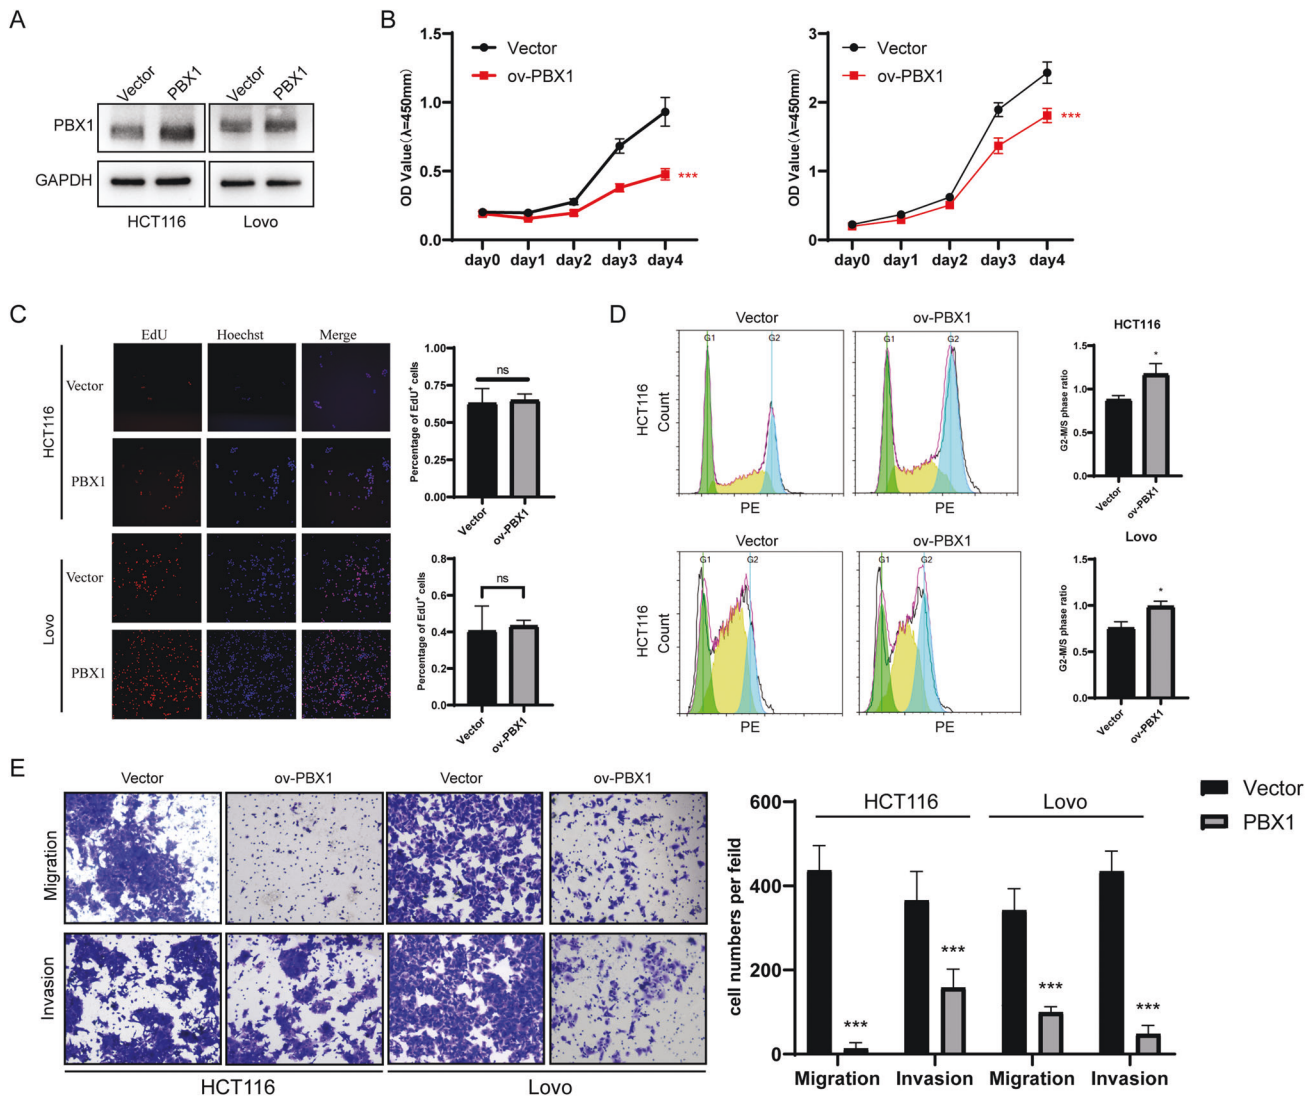 A
Vector
PBX1
Vector
PBX1
PBX1
GAPDH
HCT116
Lovo
B
1.5
1.0
0.5
0.0
OD Value(λ=450mm)
Vector
ov-PBX1
***
day0 day1 day2 day3 day4
3
2
1
0
OD Value(λ=450mm)
Vector
ov-PBX1
***
day0 day1 day2 day3 day4
C
EdU
Hoechst
Merge
HCT116
Vector
PBX1
Lovo
Vector
PBX1
1.00
0.75
0.50
0.25
0.00
Percentage of EdU⁺ cells
ns
Vector
ov-PBX1
0.6
0.4
0.2
0.0
Percentage of EdU⁺ cells
ns
Vector
ov-PBX1
D
Vector
ov-PBX1
HCT116
Count
G1
G2
G1
G2
PE
PE
HCT116
1.5
1.0
0.5
0.0
G2-M/S phase ratio
*
Vector
ov-PBX1
Vector
ov-PBX1
HCT116
Count
G1
G2
G1
G2
PE
PE
Lovo
1.5
1.0
0.5
0.0
G2-M/S phase ratio
*
Vector
ov-PBX1
E
Vector
ov-PBX1
Vector
ov-PBX1
Migration
Invasion
HCT116
Lovo
600
400
200
0
cell numbers per feild
HCT116
Lovo
Vector
PBX1
***
***
***
***
Migration Invasion Migration Invasion